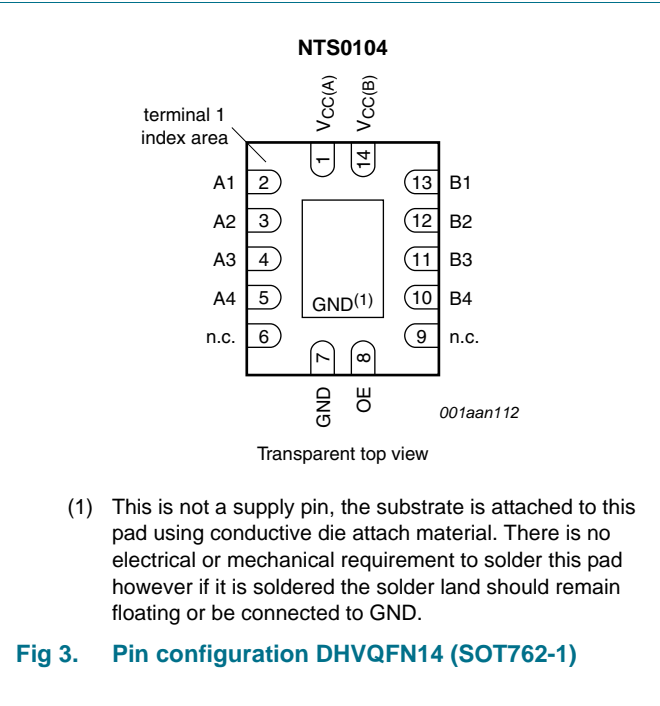 NTS0104
VCC(A)
VCC(B)
terminal 1
index area
1
14
A1 2 13 B1
A2 3 12 B2
A3 4 11 B3
A4 5 10 B4
GND(1)
n.c. 6 9 n.c.
7
8
GND
OE
001aan112
Transparent top view
(1) This is not a supply pin, the substrate is attached to this
pad using conductive die attach material. There is no
electrical or mechanical requirement to solder this pad
however if it is soldered the solder land should remain
floating or be connected to GND.
Fig 3. Pin configuration DHVQFN14 (SOT762-1)